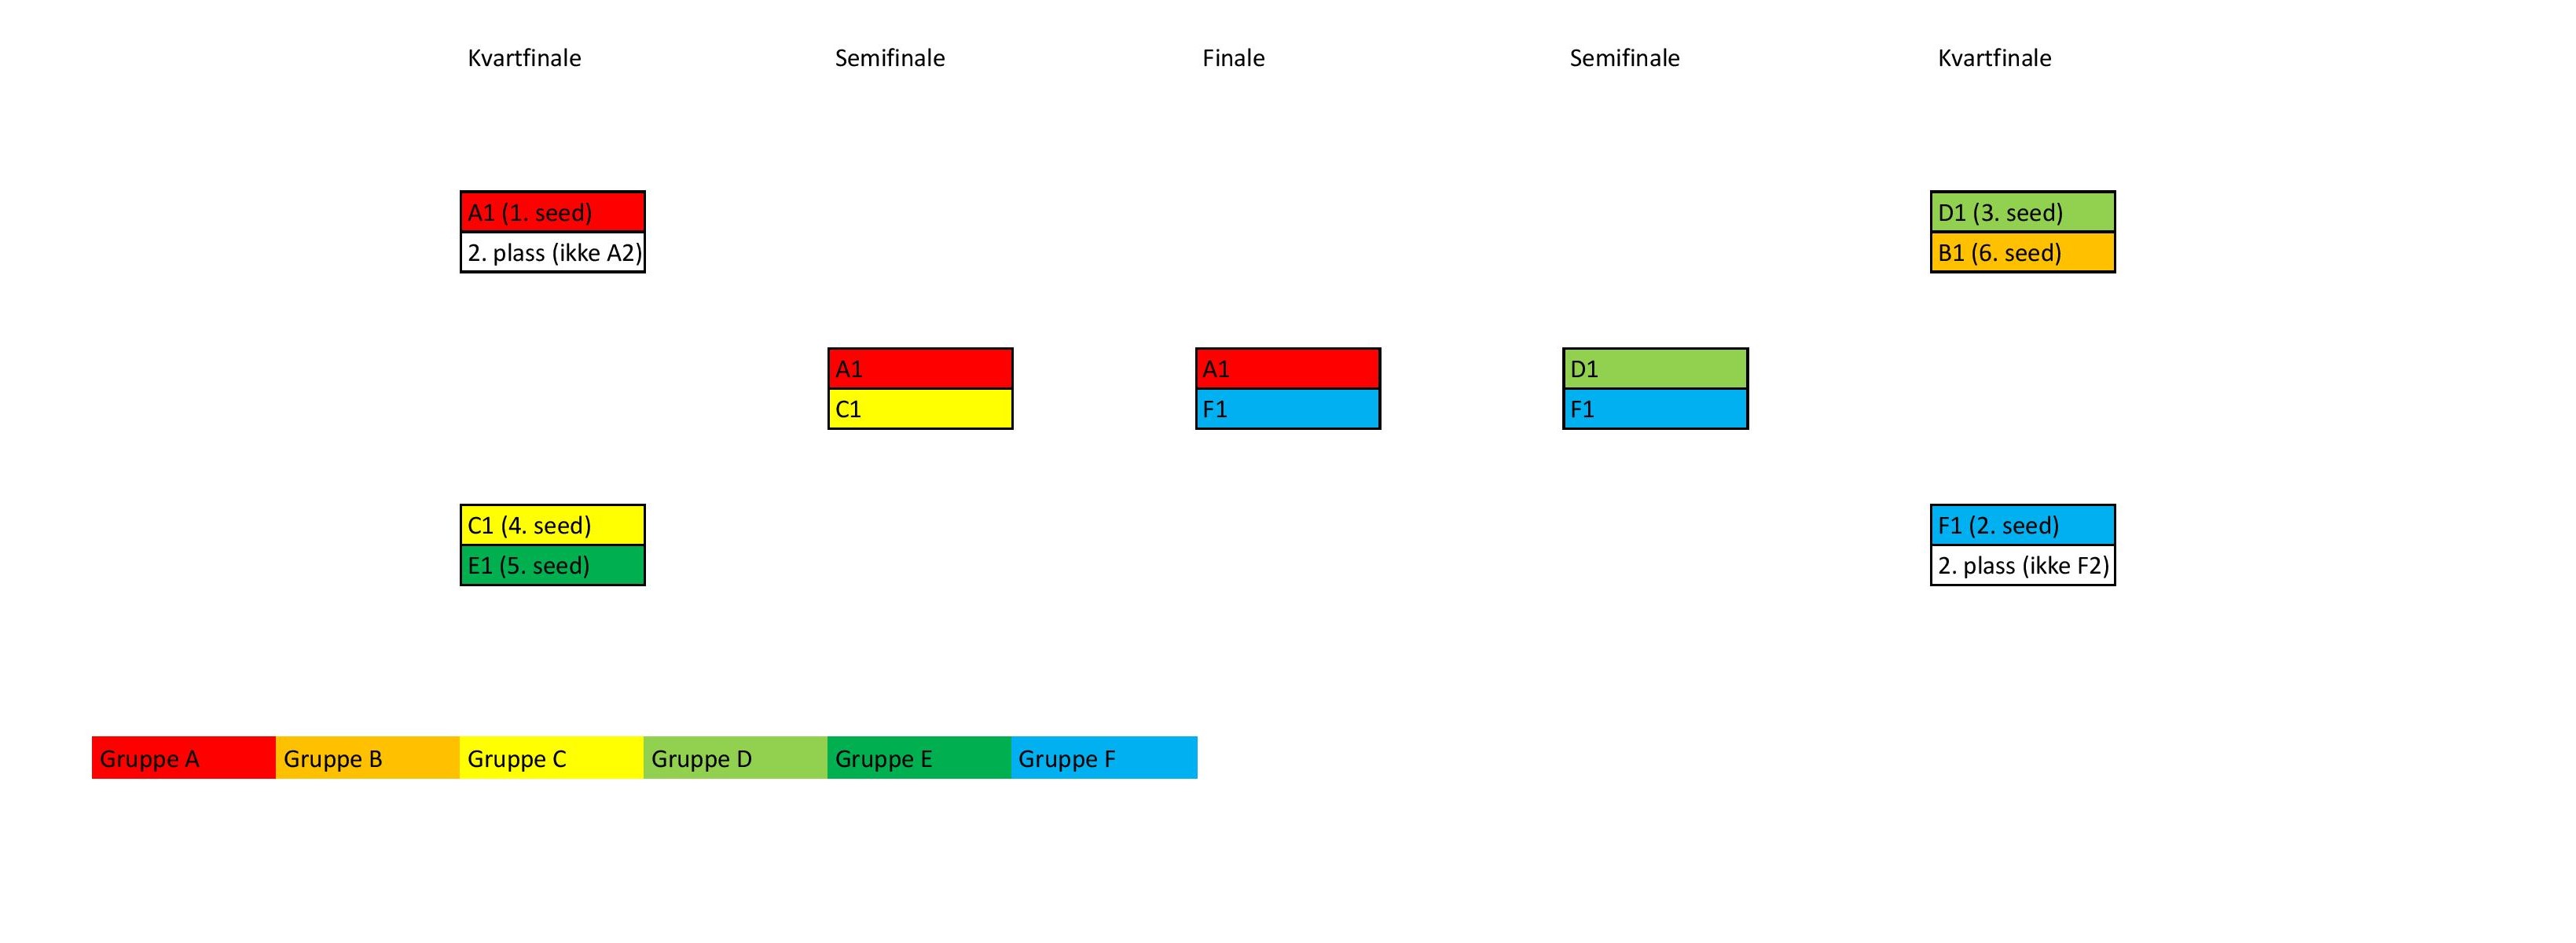 Kvartfinale
Semifinale
Finale
Semifinale
Kvartfinale
A1 (1. seed)
2. plass (ikke A2)
D1 (3. seed)
B1 (6. seed)
A1
C1
A1
F1
D1
F1
C1 (4. seed)
E1 (5. seed)
F1 (2. seed)
2. plass (ikke F2)
Gruppe A
Gruppe B
Gruppe C
Gruppe D
Gruppe E
Gruppe F